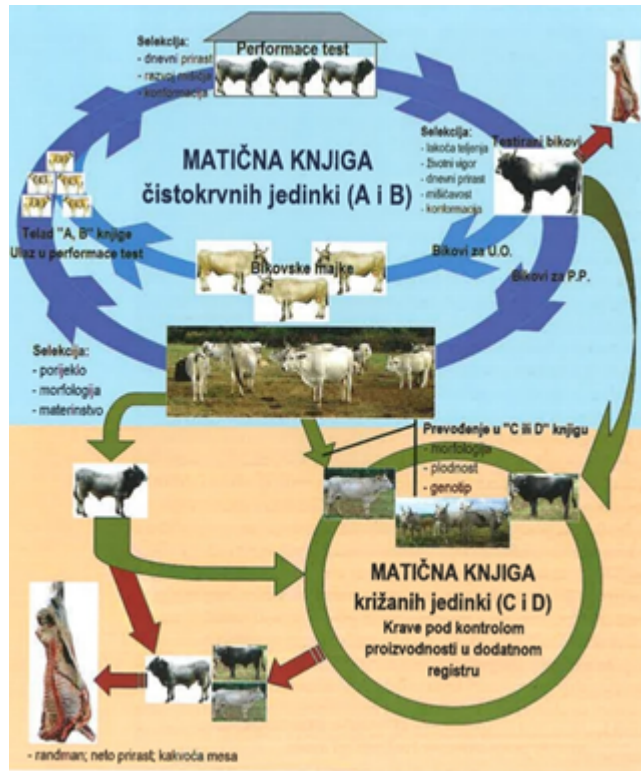 Selekcija:
- dnevni prirast
- razvoj mišićja
- konformacija
Performace test
Selekcija:
- lakoća teljenja
- životni vigor
- dnevni prirast
- mišićavost
- konformacija
Testirani bikovi
MATIČNA KNJIGA
čistokrvnih jedinki (A i B)
Telad "A, B" knjige
Ulaz u performace test
Bikovske majke
Bikovi za U.O.
Bikovi za P.P.
Selekcija:
- porijeklo
- morfologija
- materinstvo
Prevođenje u "C ili D" knjigu
- morfologija
- plodnost
- genotip
MATIČNA KNJIGA
križanih jedinki (C i D)
Krave pod kontrolom
proizvodnosti u dodatnom
registru
- randman; neto prirast; kakvoća mesa